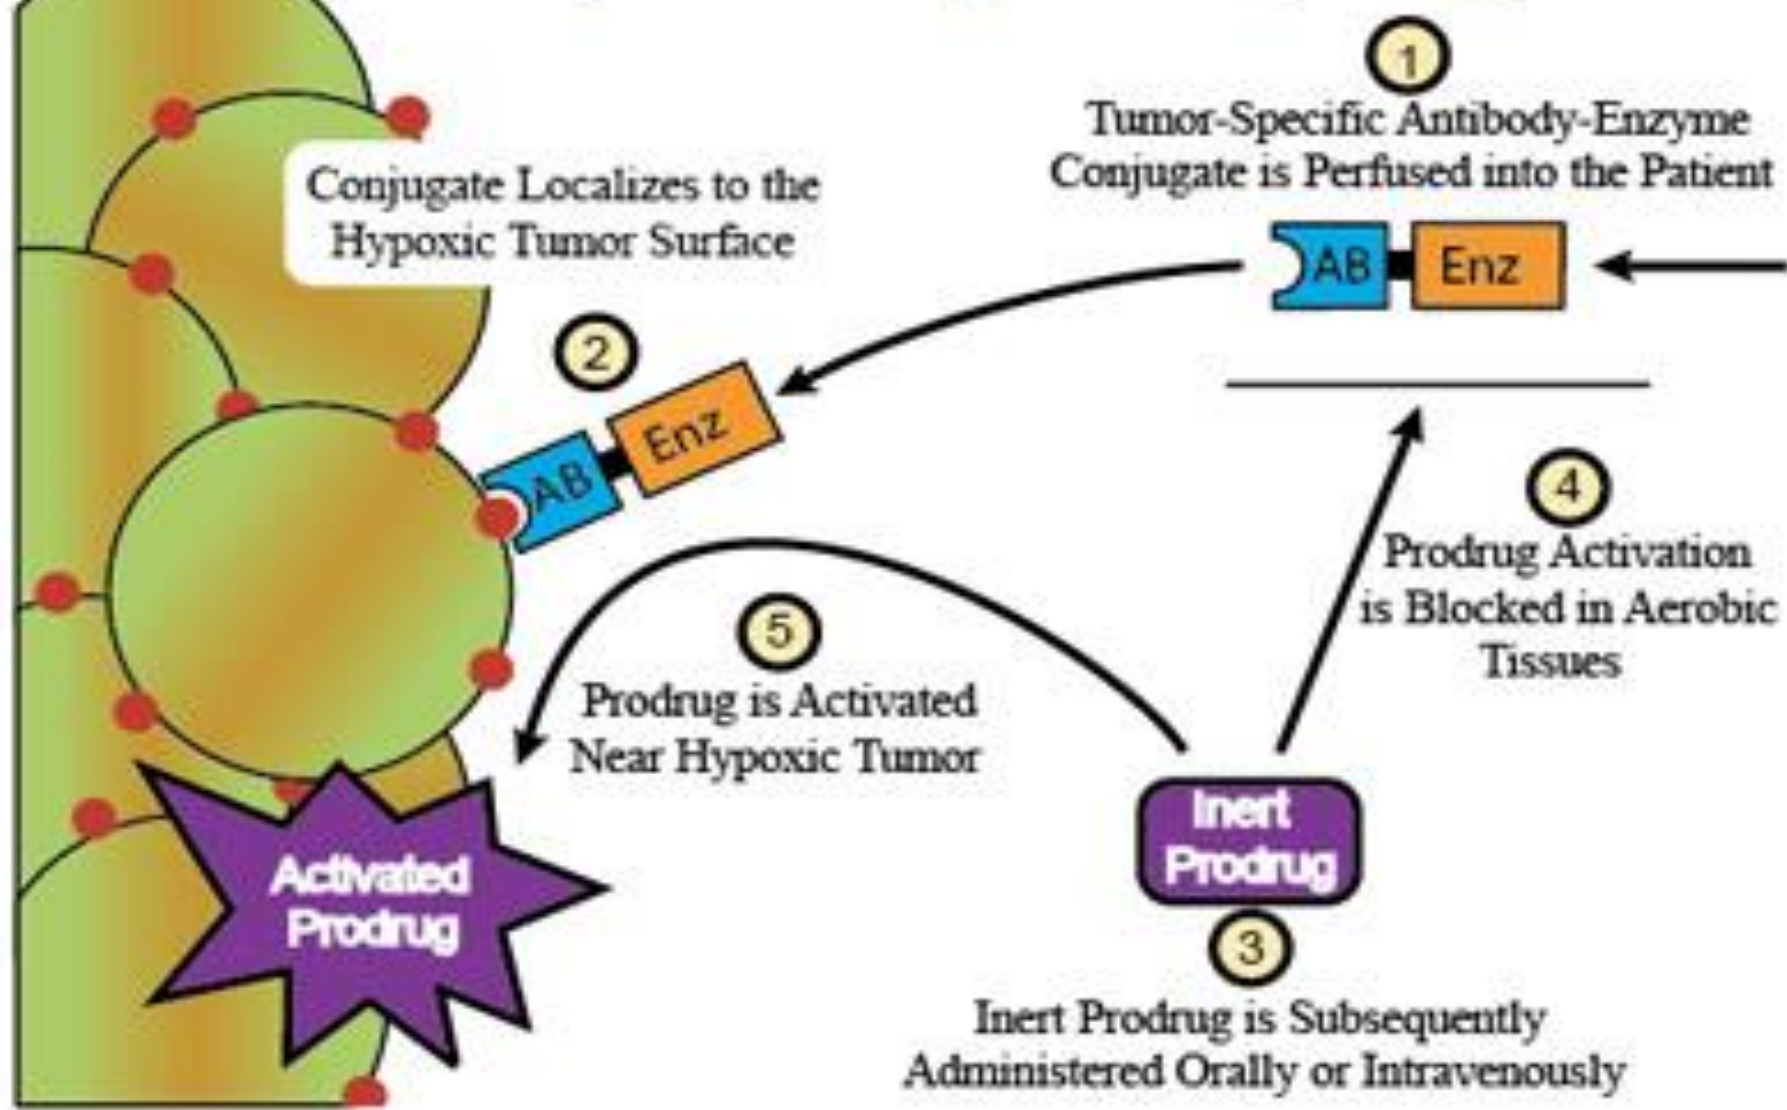 1
Tumor-Specific Antibody-Enzyme
Conjugate is Perfused into the Patient
AB Enz
Conjugate Localizes to the
Hypoxic Tumor Surface
2
AB Enz
4
Prodrug Activation
is Blocked in Aerobic
Tissues
5
Prodrug is Activated
Near Hypoxic Tumor
Inert
Prodrug
3
Inert Prodrug is Subsequently
Administered Orally or Intravenously
Activated
Prodrug